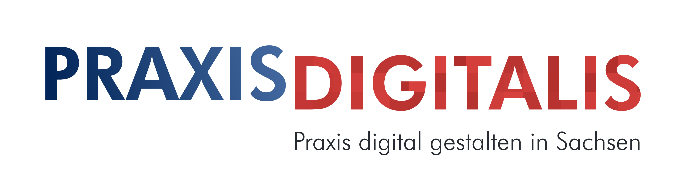 PRAXISDIGITALIS
Praxis digital gestalten in Sachsen